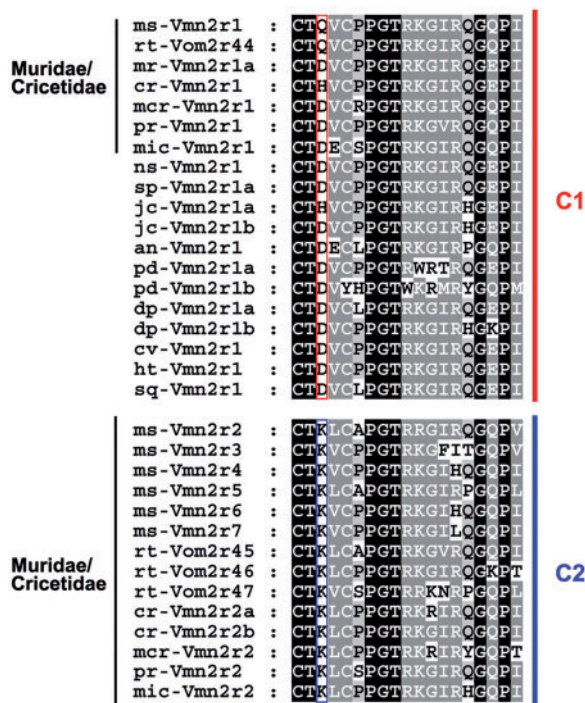 ms-Vmn2r1 : CTQVCPPGTRKGIRQGQPI
rt-Vom2r44 : CTQVCPPGTRKGIRQGQPI
Muridae/ mr-Vmn2r1a : CTDVCPPGTRKGIRQGEPI
Cricetidae cr-Vmn2r1 : CTHVCPPGTRKGIRQGEPI
mcr-Vmn2r1 : CTDVCRPGTRKGIRQGEPI
pr-Vmn2r1 : CTDVCPPGTRKGVRQGQPI
mic-Vmn2r1 : CTDECSPGTRKGIRQGEPI
ns-Vmn2r1 : CTDVCPPGTRKGIRQGEPI
sp-Vmn2r1a : CTDVCPPGTRKGIRQGEPI
jc-Vmn2r1a : CTHVCPPGTRKGIRHGEPI
C1
jc-Vmn2r1b : CTDVCPPGTRKGIRHGEPI
an-Vmn2r1 : CTDECLPGTRKGIRPGQPI
pd-Vmn2r1a : CTDVCPPGTRWRTRQGEPI
pd-Vmn2r1b : CTDVYHPGTWKRMRYGQPM
dp-Vmn2r1a : CTDVCLPGTRKGIRQGEPI
dp-Vmn2r1b : CTDVCPPGTRKGIRHGKPI
cv-Vmn2r1 : CTDVCPPGTRKGIRQGEPI
ht-Vmn2r1 : CTDVCPPGTRKGIRQGEPI
sq-Vmn2r1 : CTDVCLPGTRKGIRQGEPI
ms-Vmn2r2 : CTKLCAPGTRRGIRQGQPV
ms-Vmn2r3 : CTKVCPPGTRKGFITGQPV
ms-Vmn2r4 : CTKVCPPGTRKGIHQGQPI
ms-Vmn2r5 : CTKLCAPGTRKGIRPGQPL
ms-Vmn2r6 : CTKVCPPGTRKGIHQGQPI
ms-Vmn2r7 : CTKVCPPGTRKGILQGQPI
rt-Vom2r45 : CTKLCAPGTRKGVRQGQPI
Muridae/ rt-Vom2r46 : CTKLCPPGTRKGIRQGKPT
C2
Cricetidae rt-Vom2r47 : CTKVCSPGTRRKNRPGQPL
cr-Vmn2r2a : CTKLCPPGTRKRIRQGQPI
cr-Vmn2r2b : CTKLCPPGTRKGIRQGQPI
mcr-Vmn2r2 : CTKLCPPGTRKRIRYGQPT
pr-Vmn2r2 : CTKLCSPGTRKGIRQGQPI
mic-Vmn2r2 : CTKLCPPGTRKGIRHGQPI